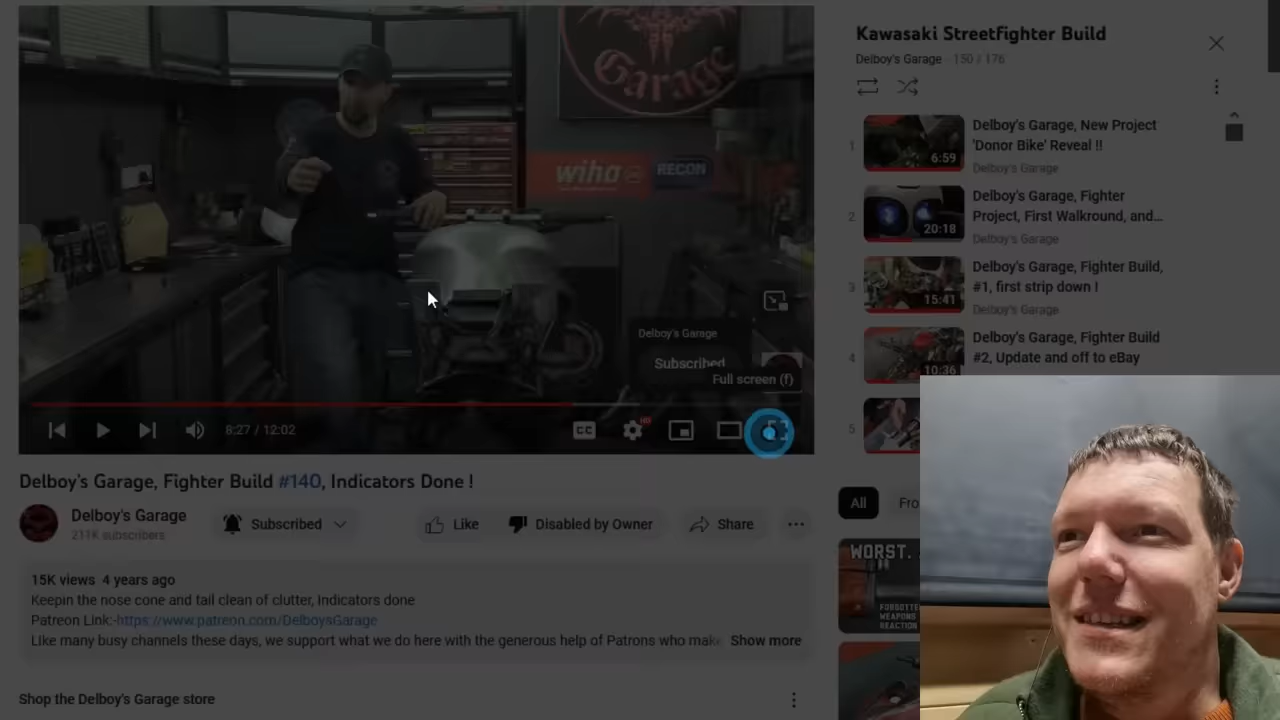 Garage
wiha
RECON
Delboy's Garage
Subscribed
Full screen (f)
CC
HD
8:27 / 12:02
Delboy's Garage, Fighter Build #140, Indicators Done !
Delboy's Garage
211K subscribers
Subscribed
Like
Disabled by Owner
Share
15K views 4 years ago
Keepin the nose cone and tail clean of clutter, Indicators done
Patreon Link:-https://www.patreon.com/DelboysGarage
Like many busy channels these days, we support what we do here with the generous help of Patrons who make Show more
Shop the Delboy's Garage store
Kawasaki Streetfighter Build
Delboy's Garage - 150 / 176
1
6:59
Delboy's Garage, New Project
'Donor Bike' Reveal !!
Delboy's Garage
2
20:18
Delboy's Garage, Fighter
Project, First Walkround, and...
Delboy's Garage
3
15:41
Delboy's Garage, Fighter Build,
#1, first strip down !
Delboy's Garage
4
10:36
Delboy's Garage, Fighter Build
#2, Update and off to eBay
5
All
Fro
WORST.
FORGOTTEN
WEAPONS
REACTION